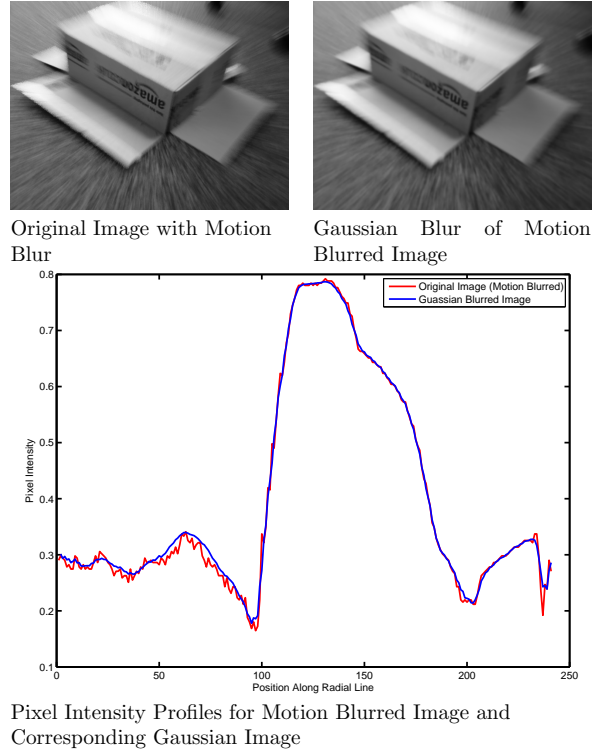 amazon
amazon
Original Image with Motion
Blur
Gaussian Blur of Motion
Blurred Image
0.8
0.7
0.6
0.5
0.4
0.3
0.2
0.1
Pixel Intensity
Original Image (Motion Blurred)
Guassian Blurred Image
0
50
100
150
200
250
Position Along Radial Line
Pixel Intensity Profiles for Motion Blurred Image and
Corresponding Gaussian Image